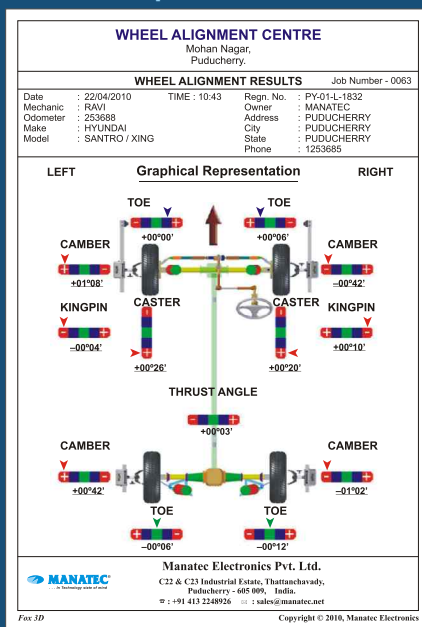 WHEEL ALIGNMENT CENTRE
Mohan Nagar,
Puducherry.
WHEEL ALIGNMENT RESULTS Job Number - 0063
Date : 22/04/2010 TIME : 10:43 Regn. No. : PY-01-L-1832
Mechanic : RAVI Owner : MANATEC
Odometer : 253688 Address : PUDUCHERRY
Make : HYUNDAI City : PUDUCHERRY
Model : SANTRO / XING State : PUDUCHERRY
Phone : 1253685
LEFT Graphical Representation RIGHT
TOE TOE
- + + -
+00º00' +00º06'
CAMBER CAMBER
+ - - +
+01º08' –00º42'
KINGPIN CASTER CASTER KINGPIN
- + - - + -
–00º04' + + +00º10'
+00º26' +00º20'
THRUST ANGLE
- +
+00º03'
CAMBER CAMBER
+ - - +
+00º42' –01º02'
TOE TOE
- + + -
–00º06' –00º12'
MANATEC®
... In Technology state of mind
Manatec Electronics Pvt. Ltd.
C22 & C23 Industrial Estate, Thattanchavady,
Puducherry - 605 009, India.
☎ : +91 413 2248926 ✉ : sales@manatec.net
Fox 3D Copyright © 2010, Manatec Electronics